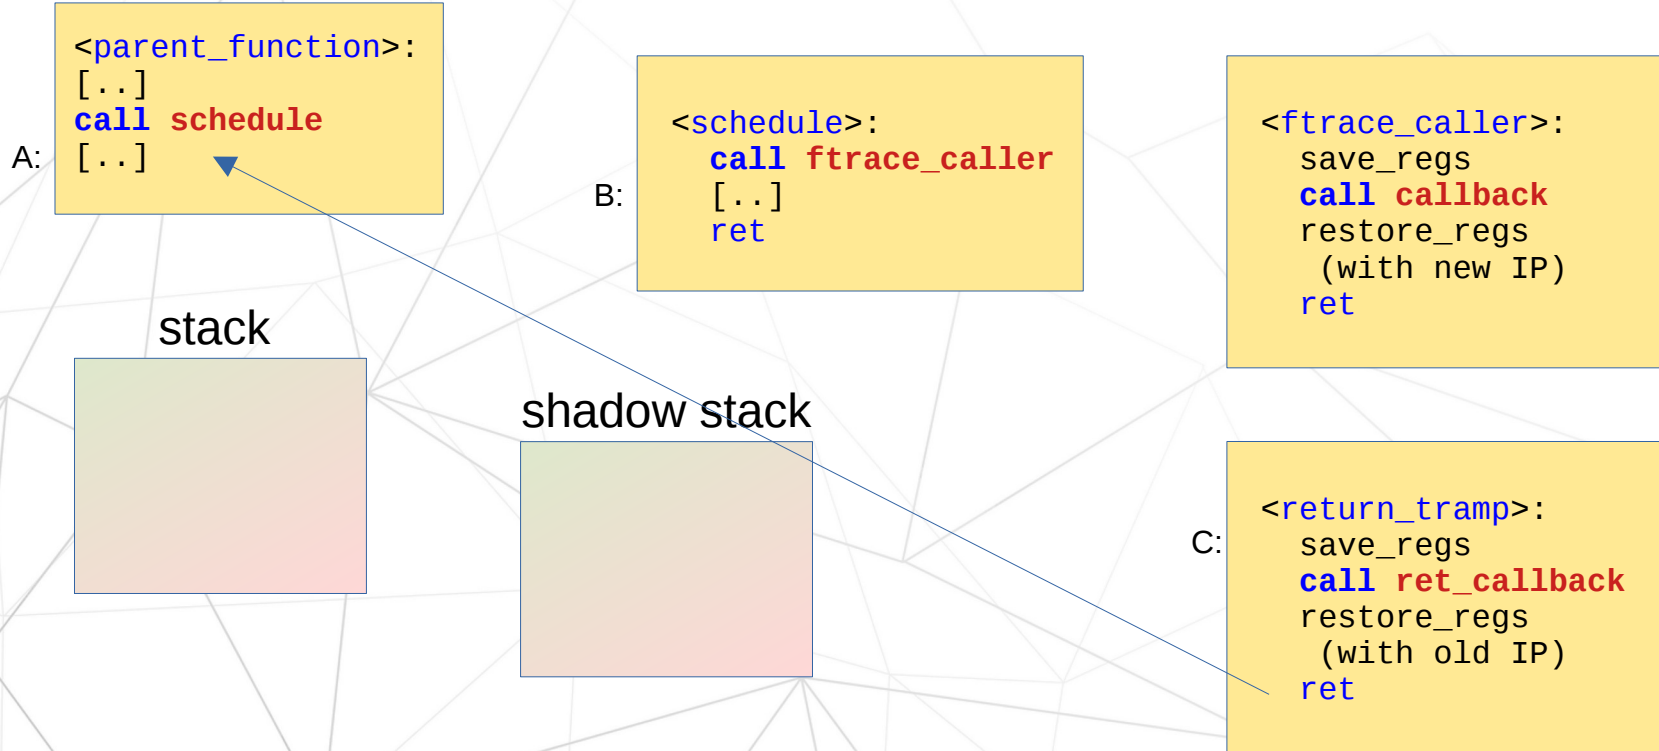 <parent_function>:
[..]
call schedule
A:
[..]
<schedule>:
call ftrace_caller
B:
[..]
ret
<ftrace_caller>:
save_regs
call callback
restore_regs
(with new IP)
ret
stack
shadow stack
<return_tramp>:
C:
save_regs
call ret_callback
restore_regs
(with old IP)
ret